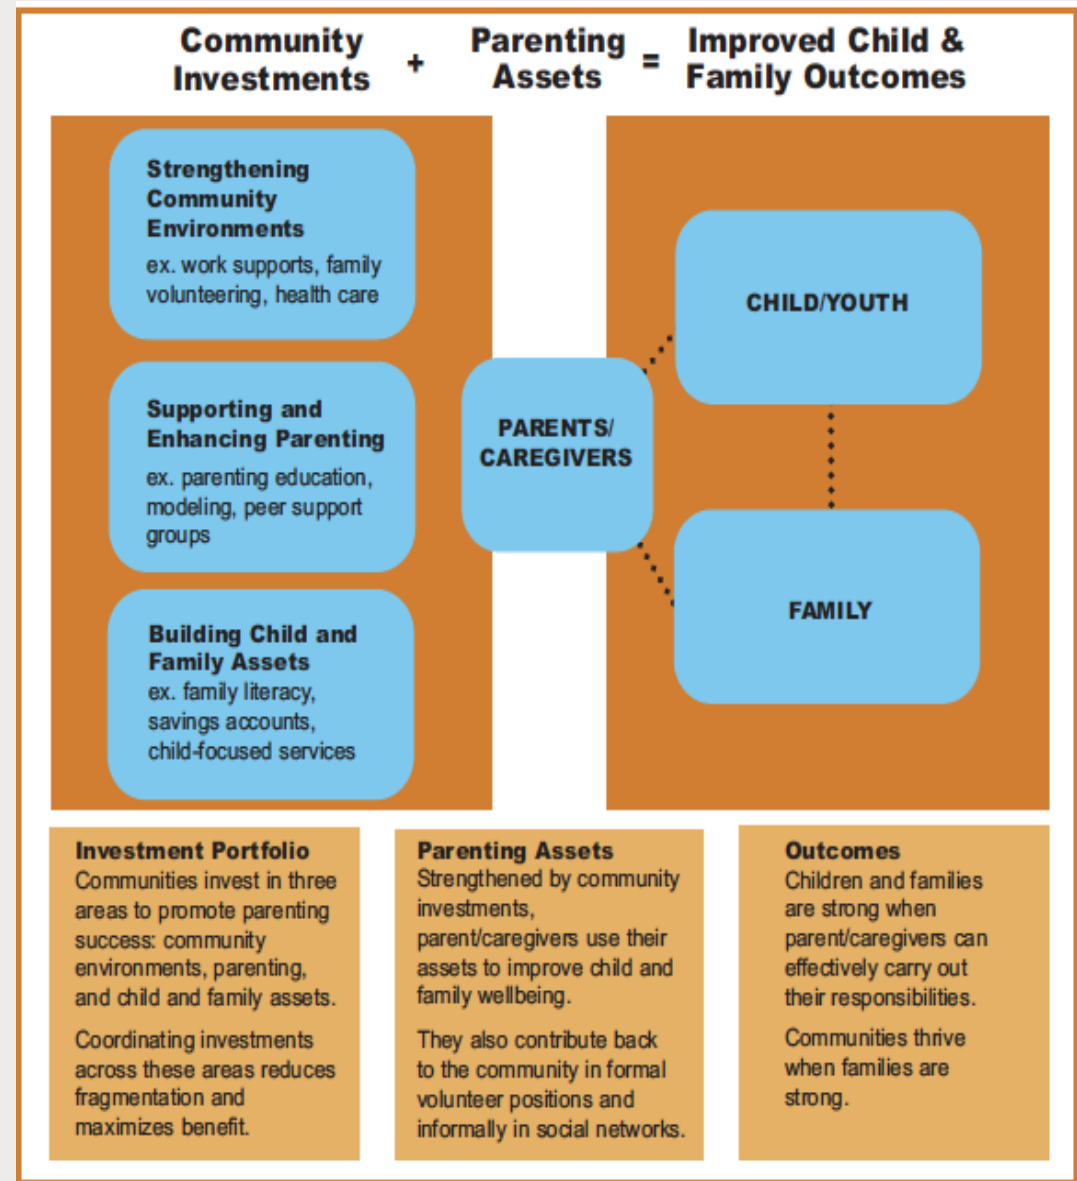 Community
Investments
+
Parenting
Assets
=
Improved Child &
Family Outcomes
Strengthening
Community
Environments
ex. work supports, family
volunteering, health care
Supporting and
Enhancing Parenting
ex. parenting education,
modeling, peer support
groups
Building Child and
Family Assets
ex. family literacy,
savings accounts,
child-focused services
PARENTS/
CAREGIVERS
CHILD/YOUTH
FAMILY
Investment Portfolio
Communities invest in three
areas to promote parenting
success: community
environments, parenting,
and child and family assets.
Coordinating investments
across these areas reduces
fragmentation and
maximizes benefit.
Parenting Assets
Strengthened by community
investments,
parent/caregivers use their
assets to improve child and
family wellbeing.
They also contribute back
to the community in formal
volunteer positions and
informally in social networks.
Outcomes
Children and families
are strong when
parent/caregivers can
effectively carry out
their responsibilities.
Communities thrive
when families are
strong.